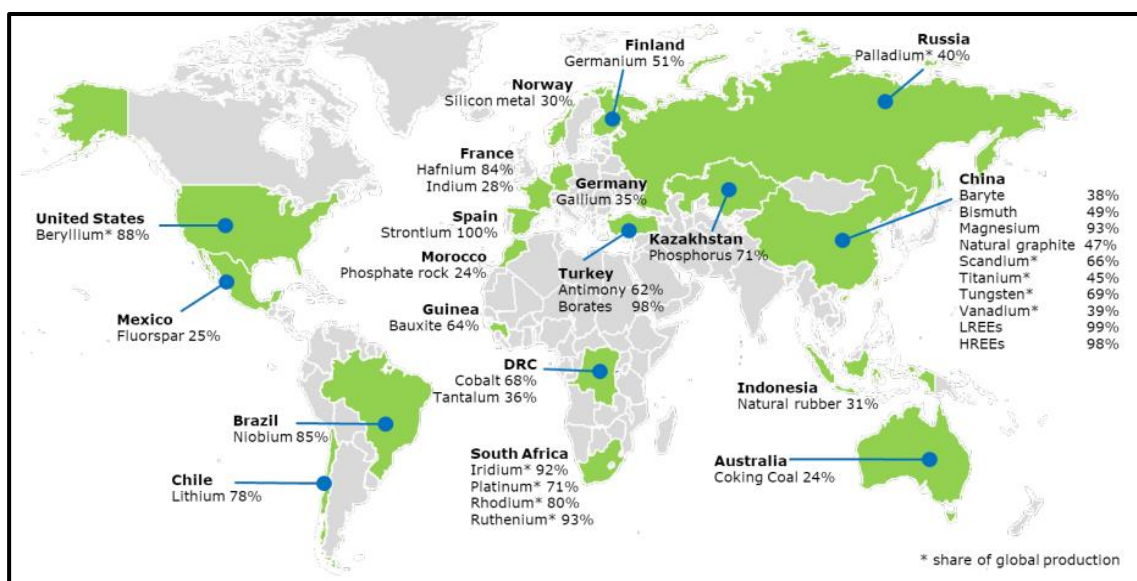 Finland
Germanium 51%
Russia
Palladium* 40%
Norway
Silicon metal 30%
France
Hafnium 84%
Indium 28%
Germany
Gallium 35%
China
Baryte 38%
Bismuth 49%
Magnesium 93%
Natural graphite 47%
Scandium* 66%
Titanium* 45%
Tungsten* 69%
Vanadium* 39%
LREEs 99%
HREEs 98%
United States
Beryllium* 88%
Spain
Strontium 100%
Kazakhstan
Phosphorus 71%
Morocco
Phosphate rock 24%
Turkey
Antimony 62%
Borates 98%
Mexico
Fluorspar 25%
Guinea
Bauxite 64%
DRC
Cobalt 68%
Tantalum 36%
Indonesia
Natural rubber 31%
Brazil
Niobium 85%
South Africa
Iridium* 92%
Platinum* 71%
Rhodium* 80%
Ruthenium* 93%
Australia
Coking Coal 24%
Chile
Lithium 78%
* share of global production